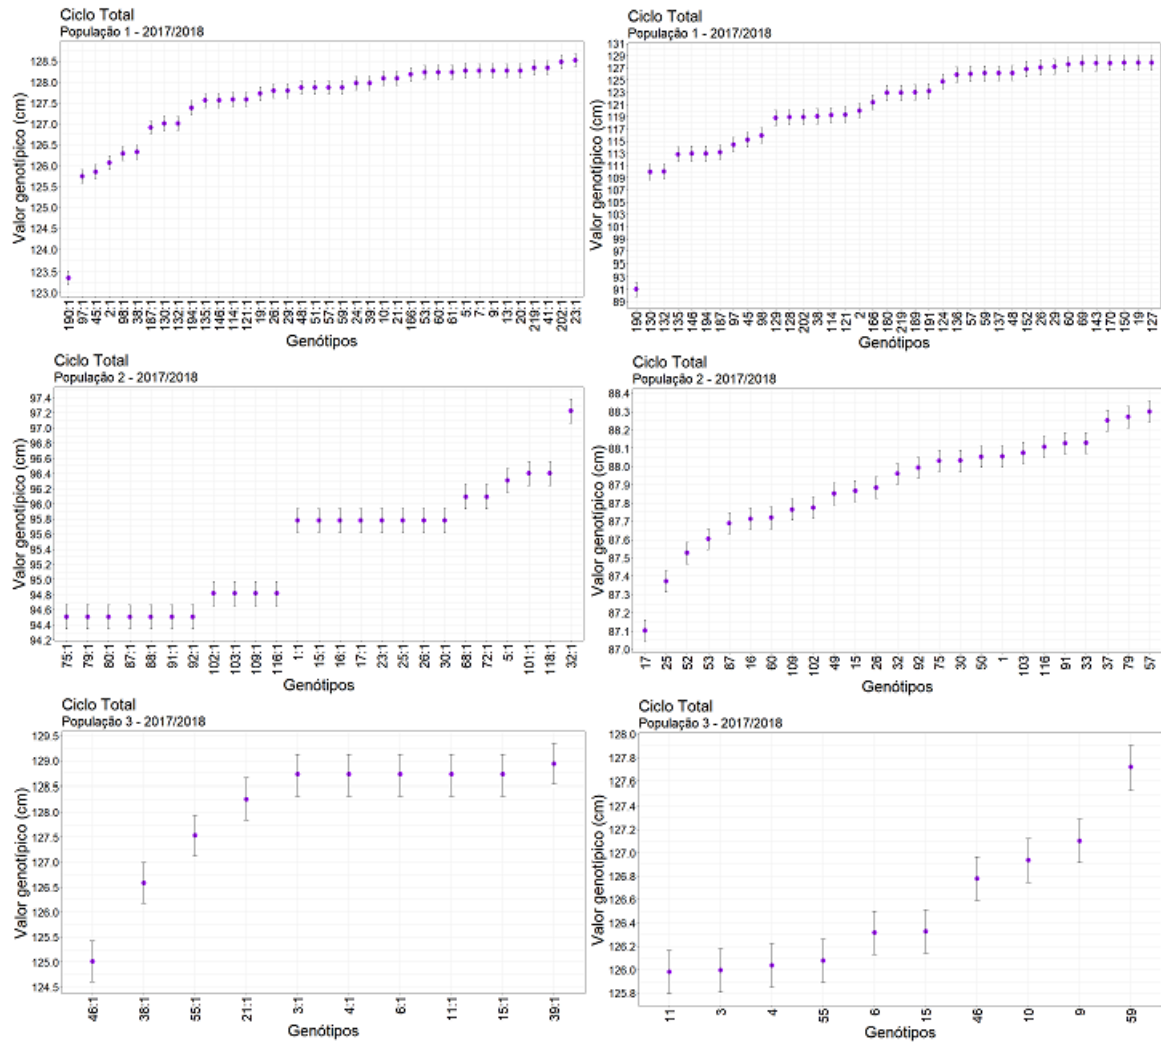 Ciclo Total
População 1 - 2017/2018
Valor genotípico (cm)
128.5
128.0
127.5
127.0
126.5
126.0
125.5
125.0
124.5
124.0
123.5
123.0
190:1 97:1 45:1 2:1 98:1 38:1 187:1 130:1 132:1 194:1 135:1 146:1 114:1 121:1 19:1 26:1 29:1 48:1 51:1 57:1 59:1 24:1 39:1 10:1 21:1 166:1 53:1 60:1 61:1 5:1 7:1 9:1 13:1 20:1 219:1 41:1 202:1 23:1
Genótipos
Ciclo Total
População 1 - 2017/2018
Valor genotípico (cm)
131
129
127
125
123
121
119
117
115
113
111
109
107
105
103
101
99
97
95
93
91
89
190 130 132 135 146 194 187 97 45 98 129 128 202 38 114 121 2 166 180 219 189 191 124 136 57 59 137 48 152 26 29 60 69 143 170 150 19 127
Genótipos
Ciclo Total
População 2 - 2017/2018
Valor genotípico (cm)
97.4
97.2
96.8
96.6
96.4
96.2
96.0
95.8
95.6
95.4
95.2
95.0
94.8
94.6
94.4
94.2
75:1 79:1 80:1 87:1 88:1 91:1 92:1 102:1 103:1 109:1 116:1 1:1 15:1 16:1 17:1 23:1 25:1 26:1 30:1 68:1 72:1 5:1 101:1 118:1 32:1
Genótipos
Ciclo Total
População 2 - 2017/2018
Valor genotípico (cm)
88.4
88.3
88.2
88.1
88.0
87.9
87.8
87.7
87.6
87.5
87.4
87.3
87.2
87.1
87.0
17 25 52 53 87 16 60 109 102 49 15 26 32 92 75 30 50 1 103 116 91 33 37 79 57
Genótipos
Ciclo Total
População 3 - 2017/2018
Valor genotípico (cm)
129.5
129.0
128.5
128.0
127.5
127.0
126.5
126.0
125.5
125.0
124.5
46:1 38:1 55:1 21:1 3:1 4:1 6:1 11:1 15:1 39:1
Genótipos
Ciclo Total
População 3 - 2017/2018
Valor genotípico (cm)
128.0
127.8
127.6
127.4
127.2
127.0
126.8
126.6
126.4
126.2
126.0
125.8
11 3 4 55 6 15 46 10 9 59
Genótipos